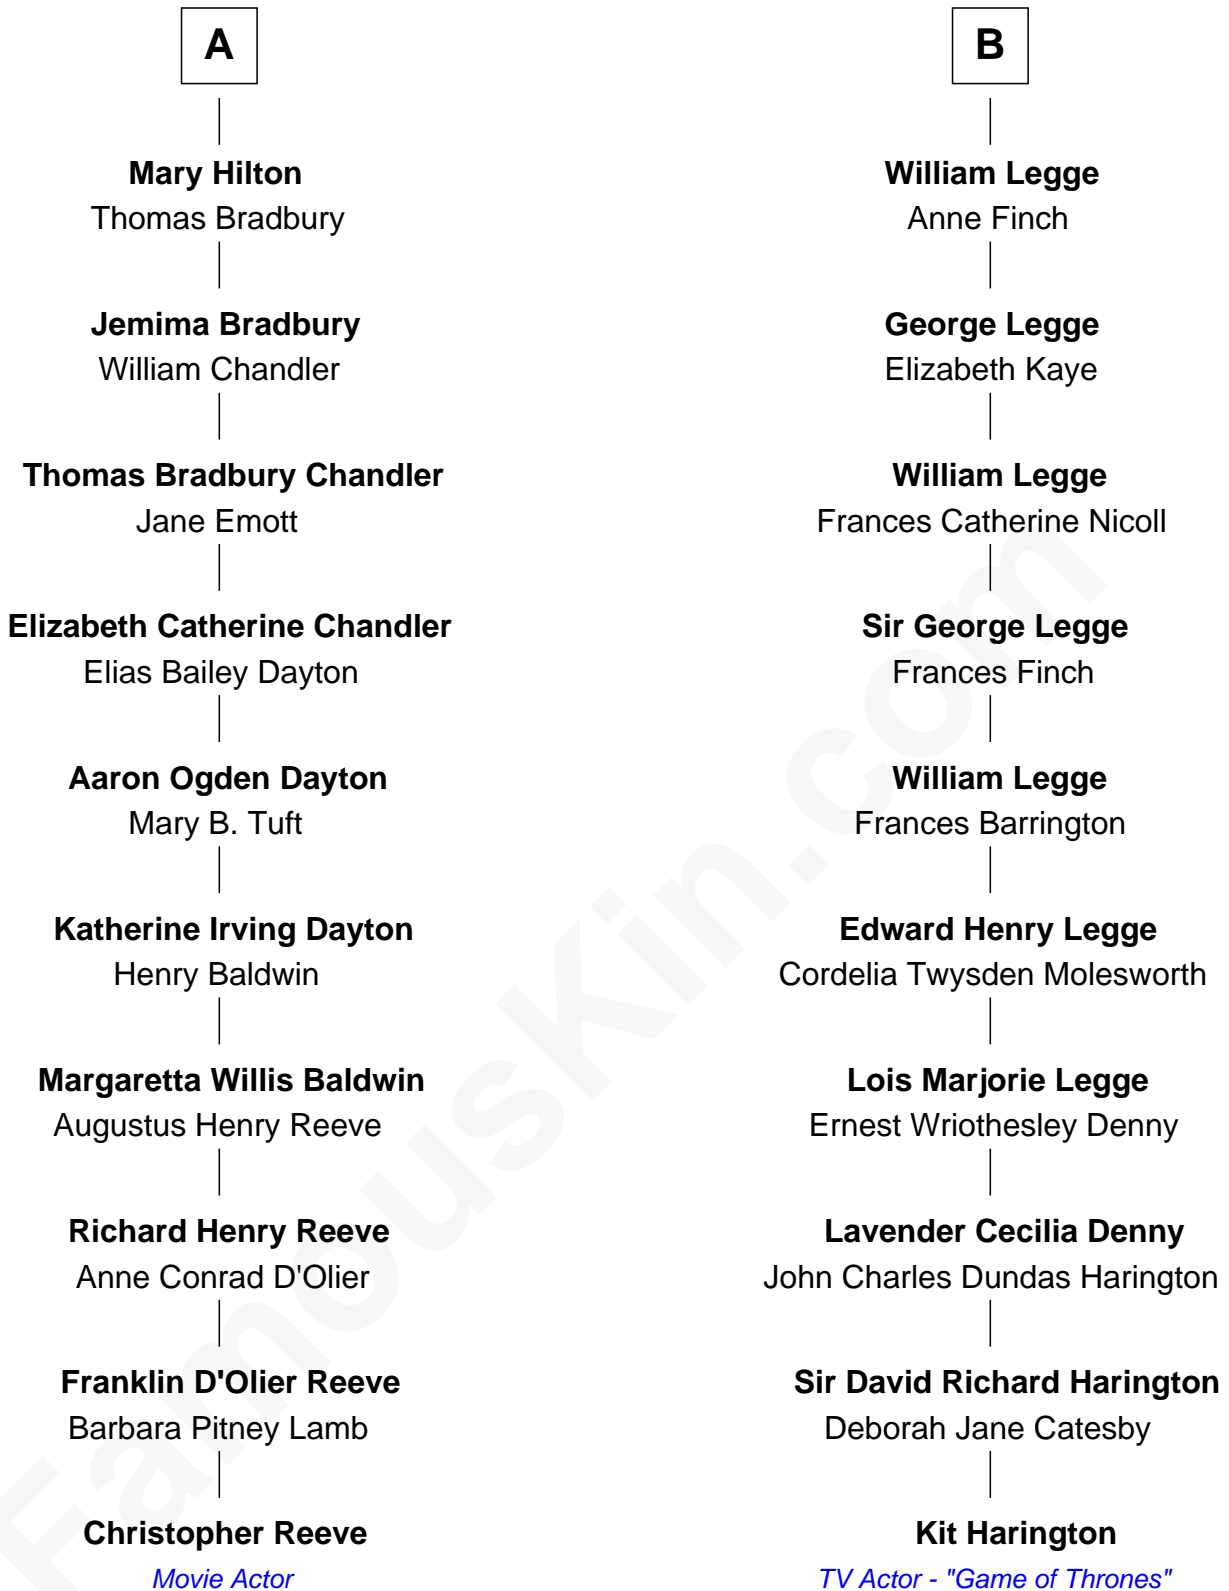 A
Mary Hilton
Thomas Bradbury
Jemima Bradbury
William Chandler
Thomas Bradbury Chandler
Jane Emott
Elizabeth Catherine Chandler
Elias Bailey Dayton
Aaron Ogden Dayton
Mary B. Tuft
Katherine Irving Dayton
Henry Baldwin
Margaretta Willis Baldwin
Augustus Henry Reeve
Richard Henry Reeve
Anne Conrad D'Olier
Franklin D'Olier Reeve
Barbara Pitney Lamb
Christopher Reeve
Movie Actor
B
William Legge
Anne Finch
George Legge
Elizabeth Kaye
William Legge
Frances Catherine Nicoll
Sir George Legge
Frances Finch
William Legge
Frances Barrington
Edward Henry Legge
Cordelia Twysden Molesworth
Lois Marjorie Legge
Ernest Wriothesley Denny
Lavender Cecilia Denny
John Charles Dundas Harington
Sir David Richard Harington
Deborah Jane Catesby
Kit Harington
TV Actor - "Game of Thrones"
FamousKin.com